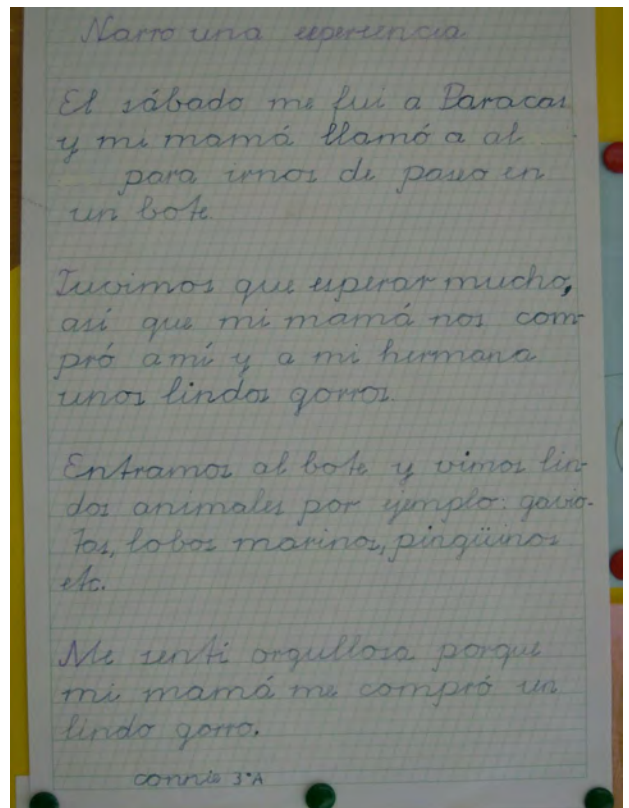 Narro una experiencia
El sábado me fui a Paracas
y mi mamá llamó a al
para irnos de paseo en
un bote.
Tuvimos que esperar mucho,
así que mi mamá nos com-
pró a mí y a mi hermana
unos lindos gorros.
Entramos al bote y vimos lin-
dos animales por ejemplo: gavio-
tas, lobos marinos, pingüinos
etc.
Me sentí orgullosa porque
mi mamá me compró un
lindo gorro.
connie 3°A